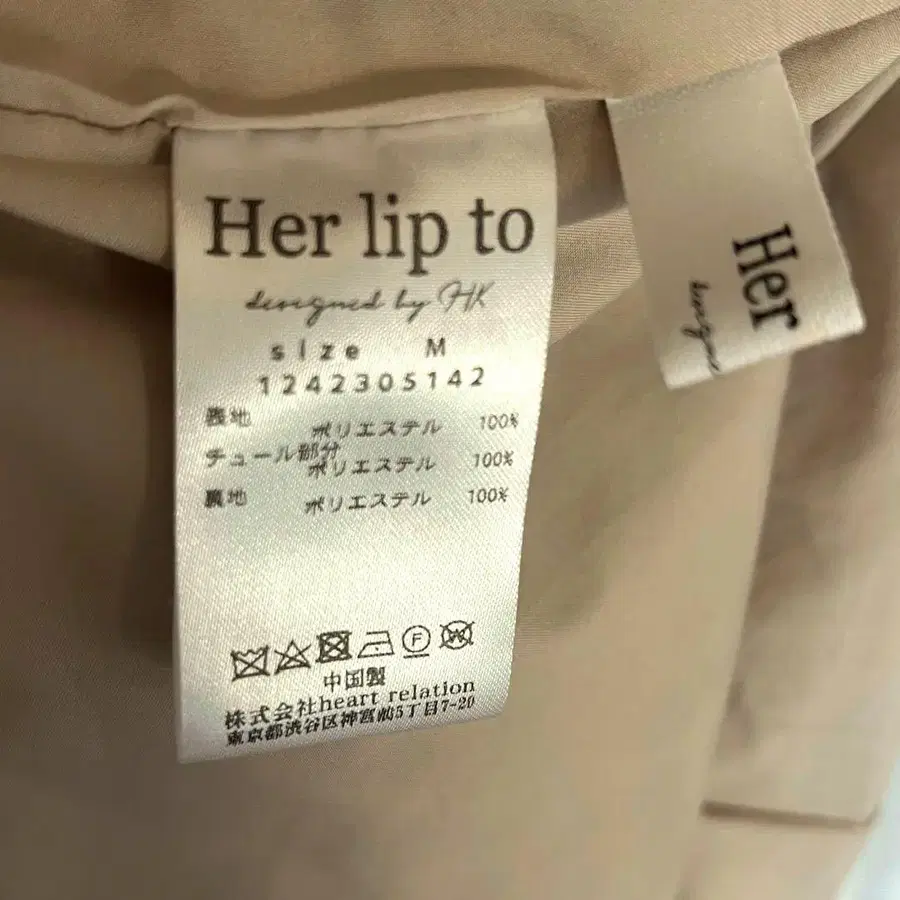 Her lip to
designed by HK
size M
1242305142
表地 ポリエステル 100%
チュール部分 ポリエステル 100%
裏地 ポリエステル 100%
F W
中国製
株式会社heart relation
東京都渋谷区神宮前5丁目7-20
Her